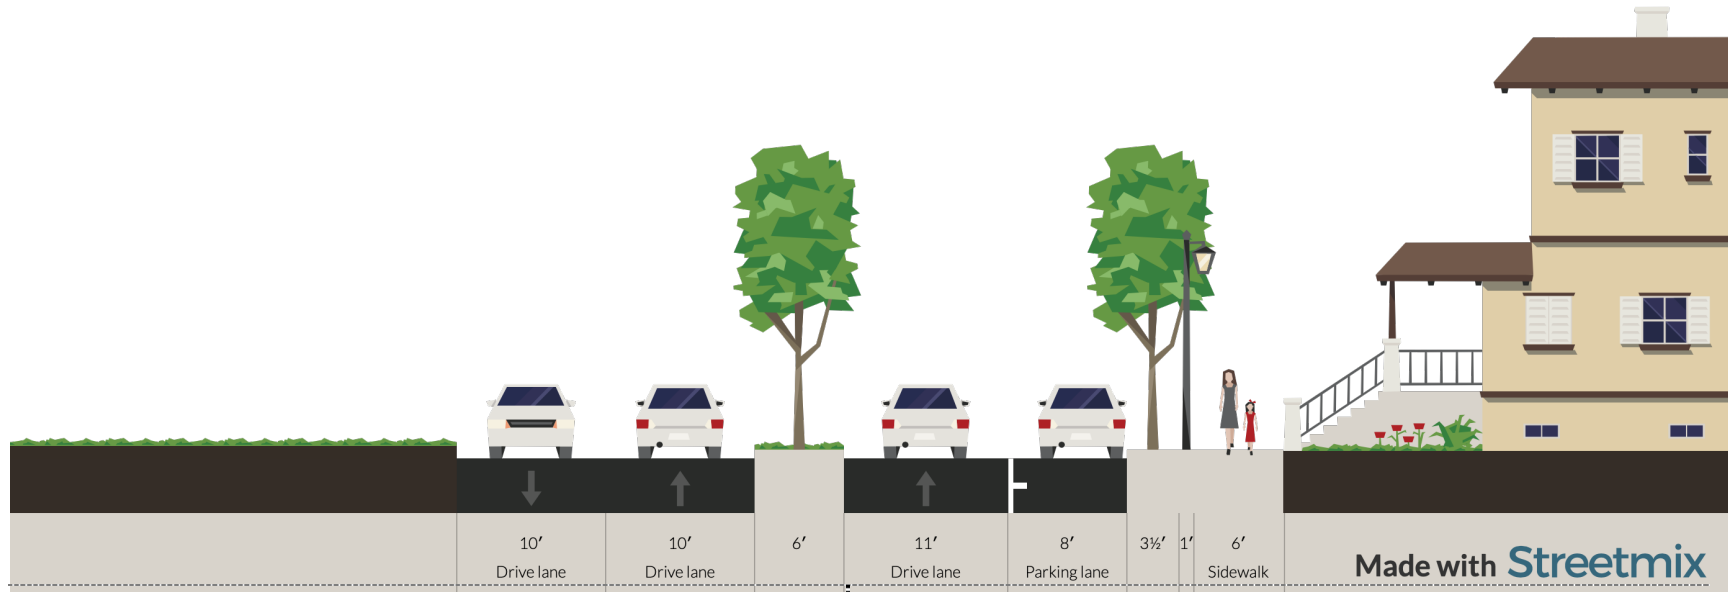 10′ 10′ 6′ 11′ 8′ 3½′ 1′ 6′
Drive lane Drive lane Drive lane Parking lane Sidewalk
Made with Streetmix